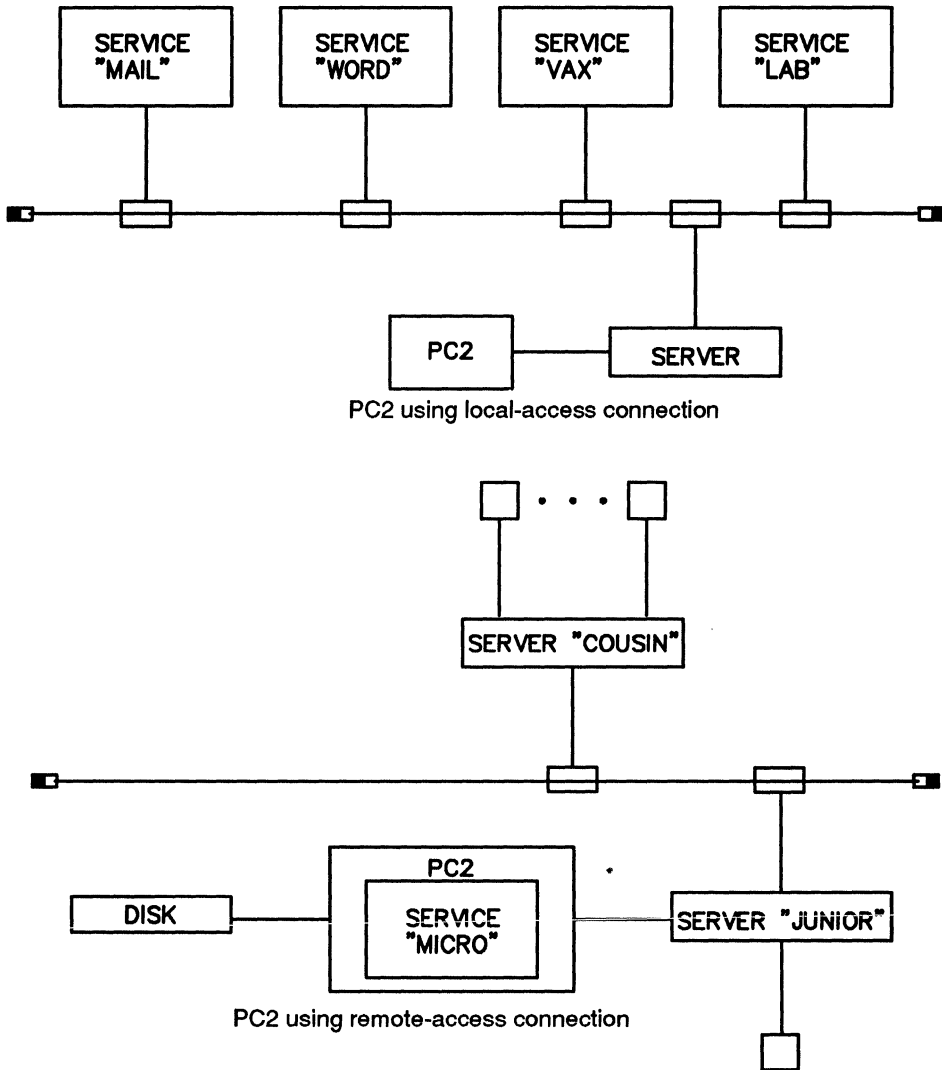 SERVICE
"MAIL"
SERVICE
"WORD"
SERVICE
"VAX"
SERVICE
"LAB"
PC2
SERVER
PC2 using local-access connection
SERVER "COUSIN"
PC2
DISK
SERVICE
"MICRO"
SERVER "JUNIOR"
PC2 using remote-access connection